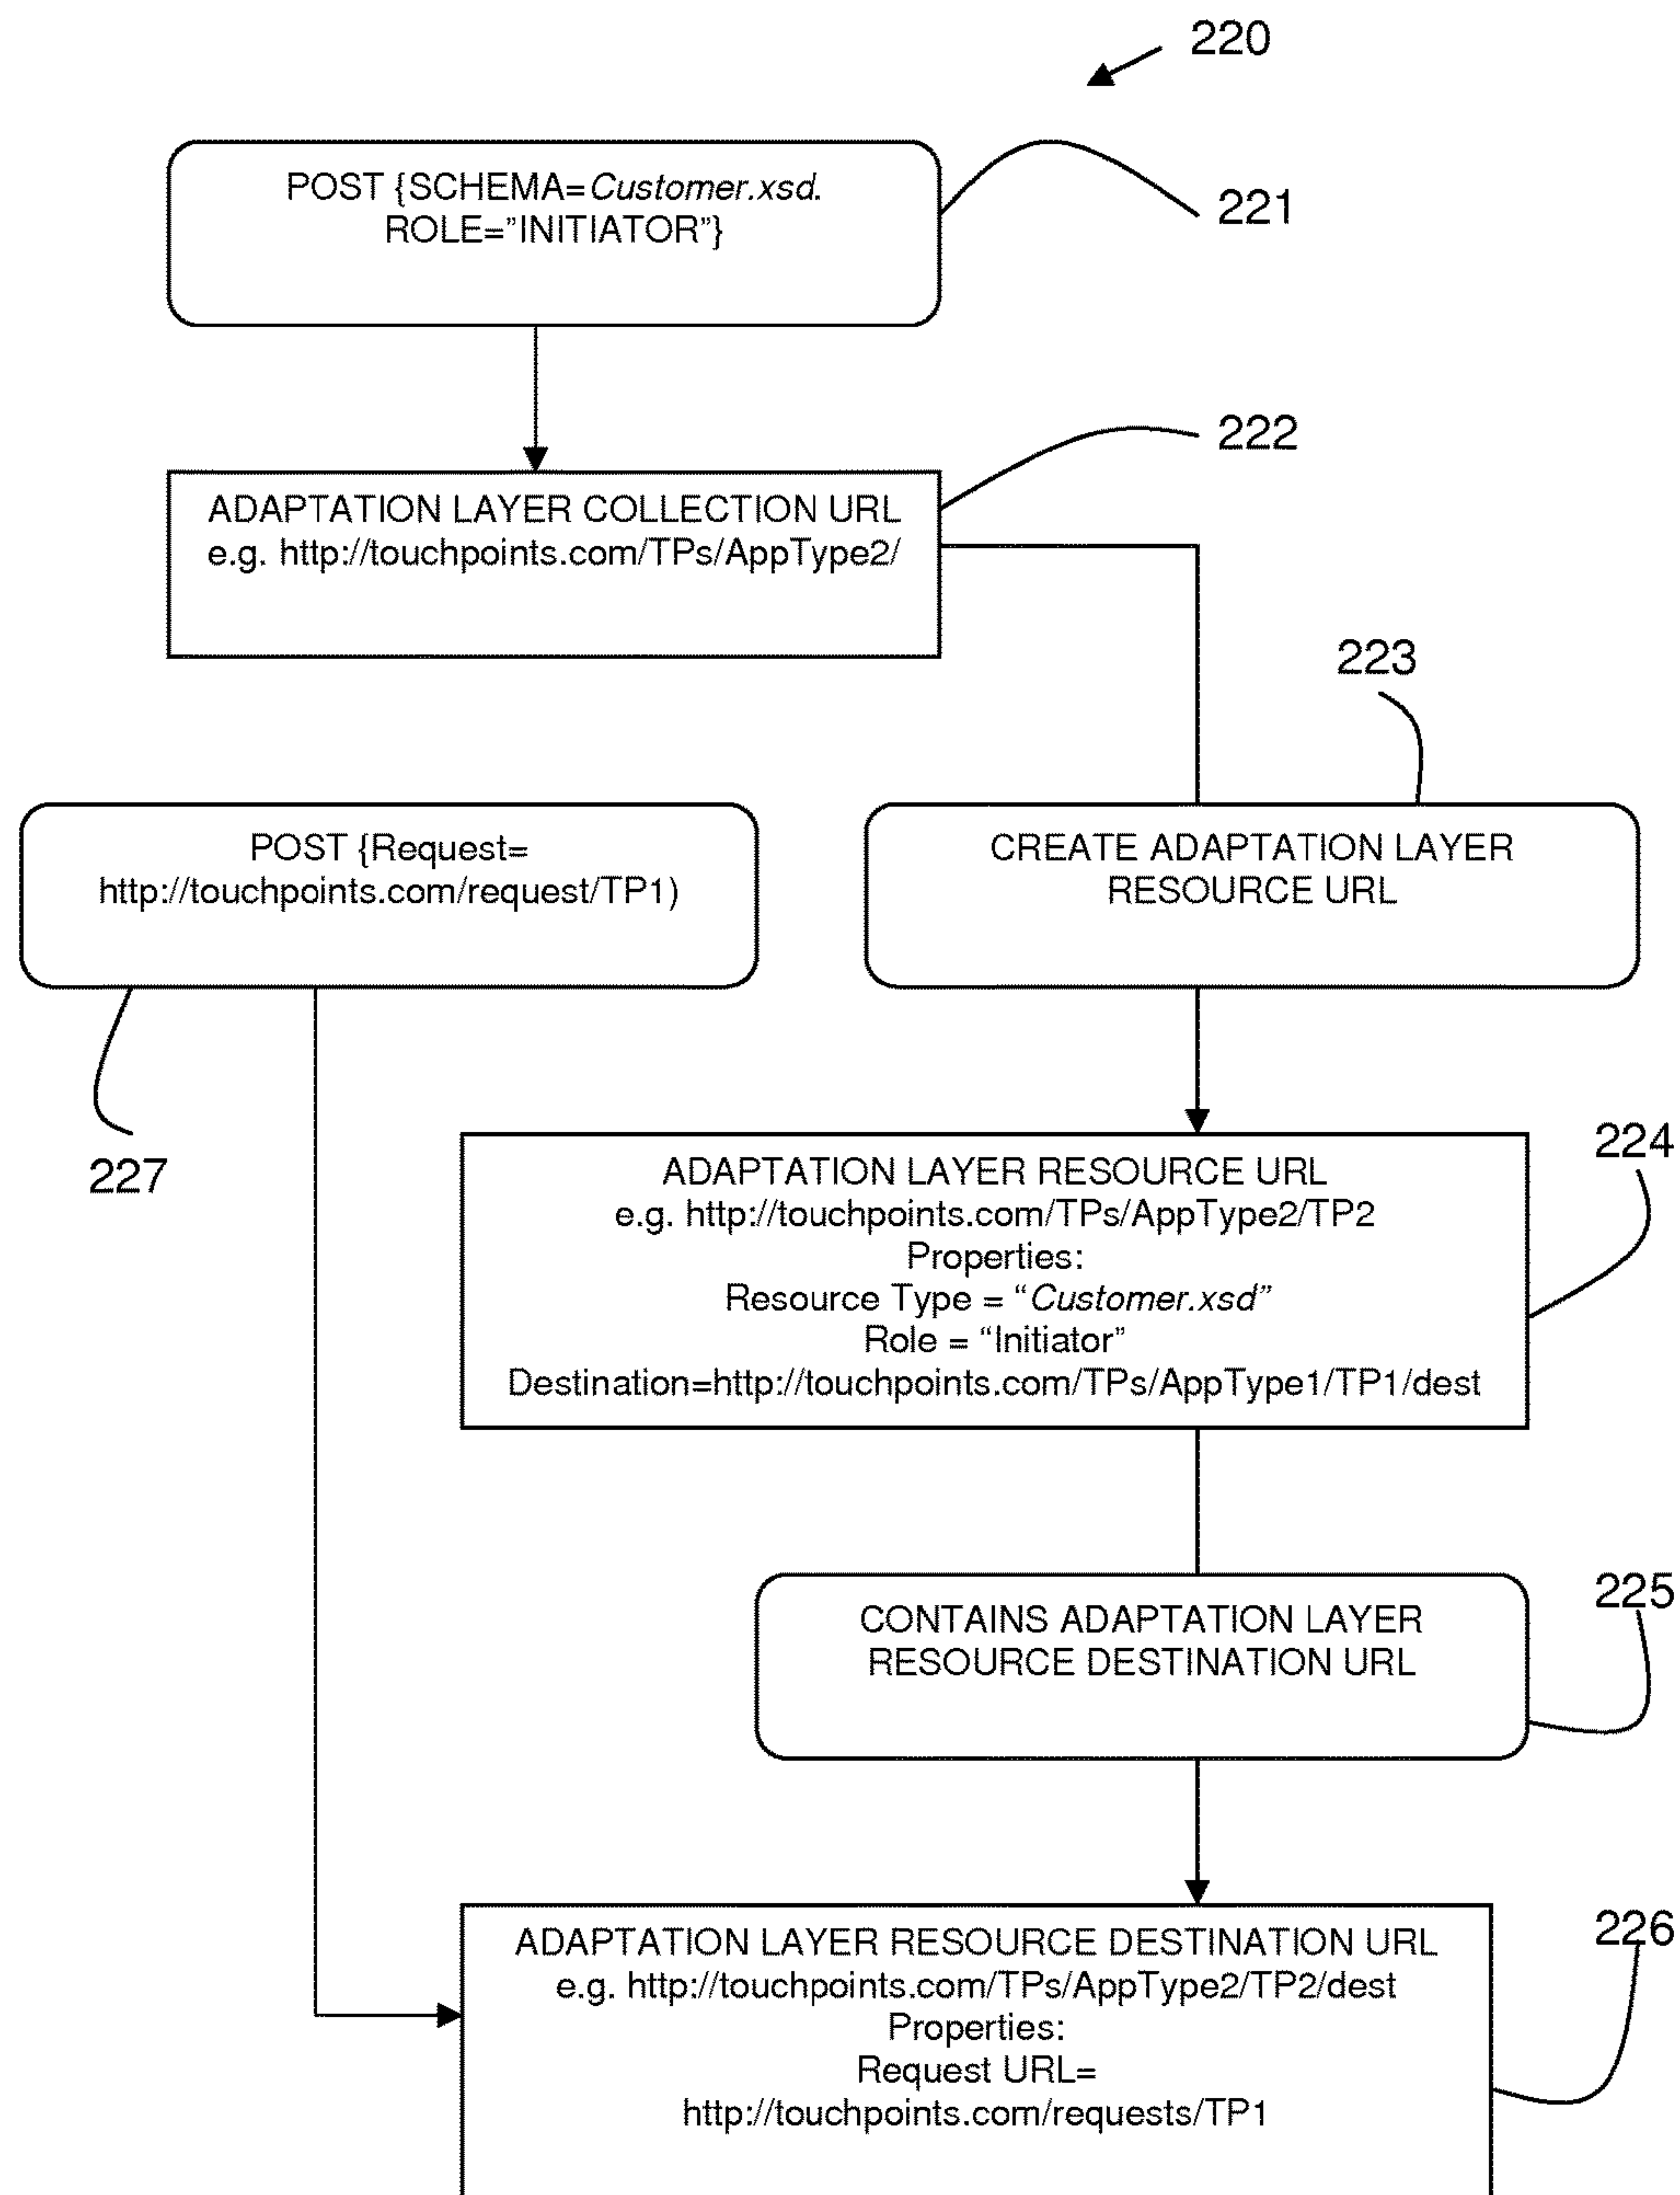 220
POST {SCHEMA=Customer.xsd.
ROLE="INITIATOR"}
221
222
ADAPTATION LAYER COLLECTION URL
e.g. http://touchpoints.com/TPs/AppType2/
223
POST {Request=
http://touchpoints.com/request/TP1)
CREATE ADAPTATION LAYER
RESOURCE URL
227
224
ADAPTATION LAYER RESOURCE URL
e.g. http://touchpoints.com/TPs/AppType2/TP2
Properties:
Resource Type = “Customer.xsd”
Role = “Initiator”
Destination=http://touchpoints.com/TPs/AppType1/TP1/dest
225
CONTAINS ADAPTATION LAYER
RESOURCE DESTINATION URL
226
ADAPTATION LAYER RESOURCE DESTINATION URL
e.g. http://touchpoints.com/TPs/AppType2/TP2/dest
Properties:
Request URL=
http://touchpoints.com/requests/TP1